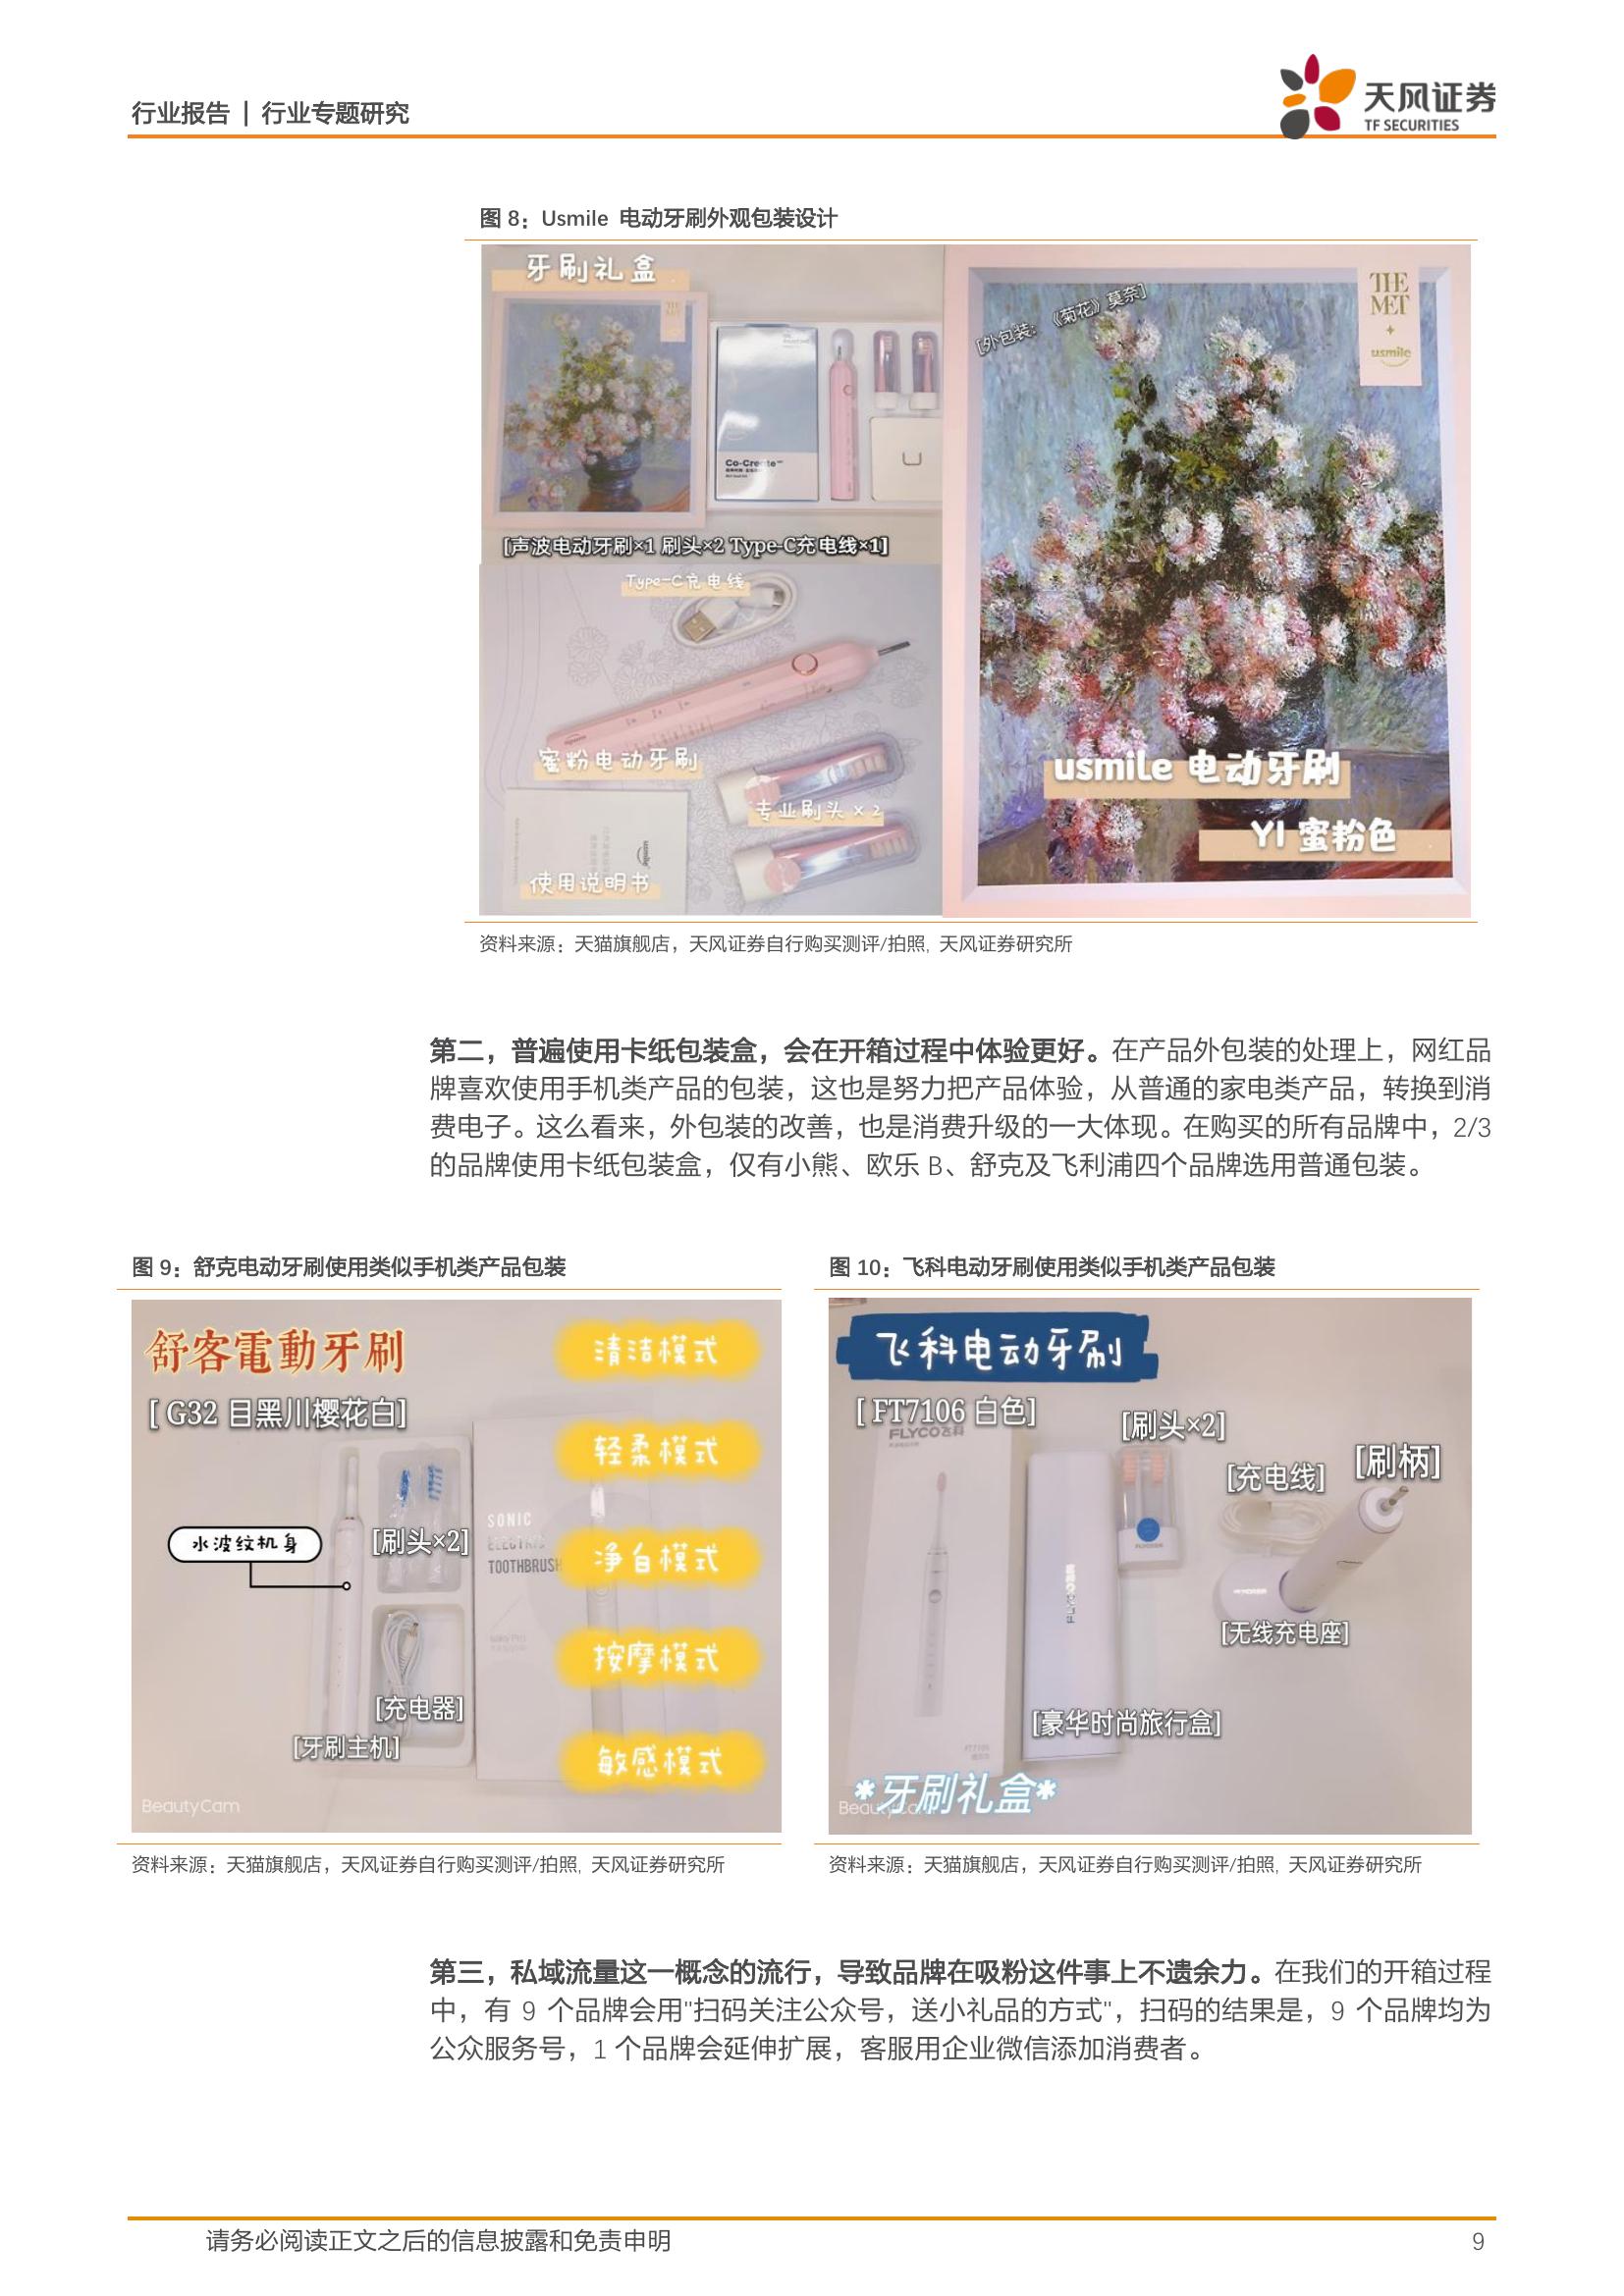 行业报告 | 行业专题研究
天风证券
TF SECURITIES
图 8：Usmile 电动牙刷外观包装设计
牙刷礼盒
Co-Create
[声波电动牙刷×1 刷头×2 Type-C充电线×1]
Type-C充电线
蜜粉电动牙刷
专业刷头×2
使用说明书
[外包装：《菊花》莫奈]
THE
MET
+
usmile
usmile 电动牙刷
Y1 蜜粉色
资料来源：天猫旗舰店，天风证券自行购买测评/拍照, 天风证券研究所
第二，普遍使用卡纸包装盒，会在开箱过程中体验更好。在产品外包装的处理上，网红品
牌喜欢使用手机类产品的包装，这也是努力把产品体验，从普通的家电类产品，转换到消
费电子。这么看来，外包装的改善，也是消费升级的一大体现。在购买的所有品牌中，2/3
的品牌使用卡纸包装盒，仅有小熊、欧乐 B、舒克及飞利浦四个品牌选用普通包装。
图 9：舒克电动牙刷使用类似手机类产品包装
舒客電動牙刷
[ G32 目黑川樱花白]
水波纹机身
[刷头×2]
[充电器]
[牙刷主机]
SONIC
ELECTRIC
TOOTHBRUSH
清洁模式
轻柔模式
净白模式
按摩模式
敏感模式
BeautyCam
资料来源：天猫旗舰店，天风证券自行购买测评/拍照, 天风证券研究所
图 10：飞科电动牙刷使用类似手机类产品包装
飞科电动牙刷
[ FT7106 白色]
FLYCO飞科
[刷头×2]
[充电线]
[刷柄]
[无线充电座]
[豪华时尚旅行盒]
*牙刷礼盒*
BeautyCam
资料来源：天猫旗舰店，天风证券自行购买测评/拍照, 天风证券研究所
第三，私域流量这一概念的流行，导致品牌在吸粉这件事上不遗余力。在我们的开箱过程
中，有 9 个品牌会用"扫码关注公众号，送小礼品的方式"，扫码的结果是，9 个品牌均为
公众服务号，1 个品牌会延伸扩展，客服用企业微信添加消费者。
请务必阅读正文之后的信息披露和免责申明
9